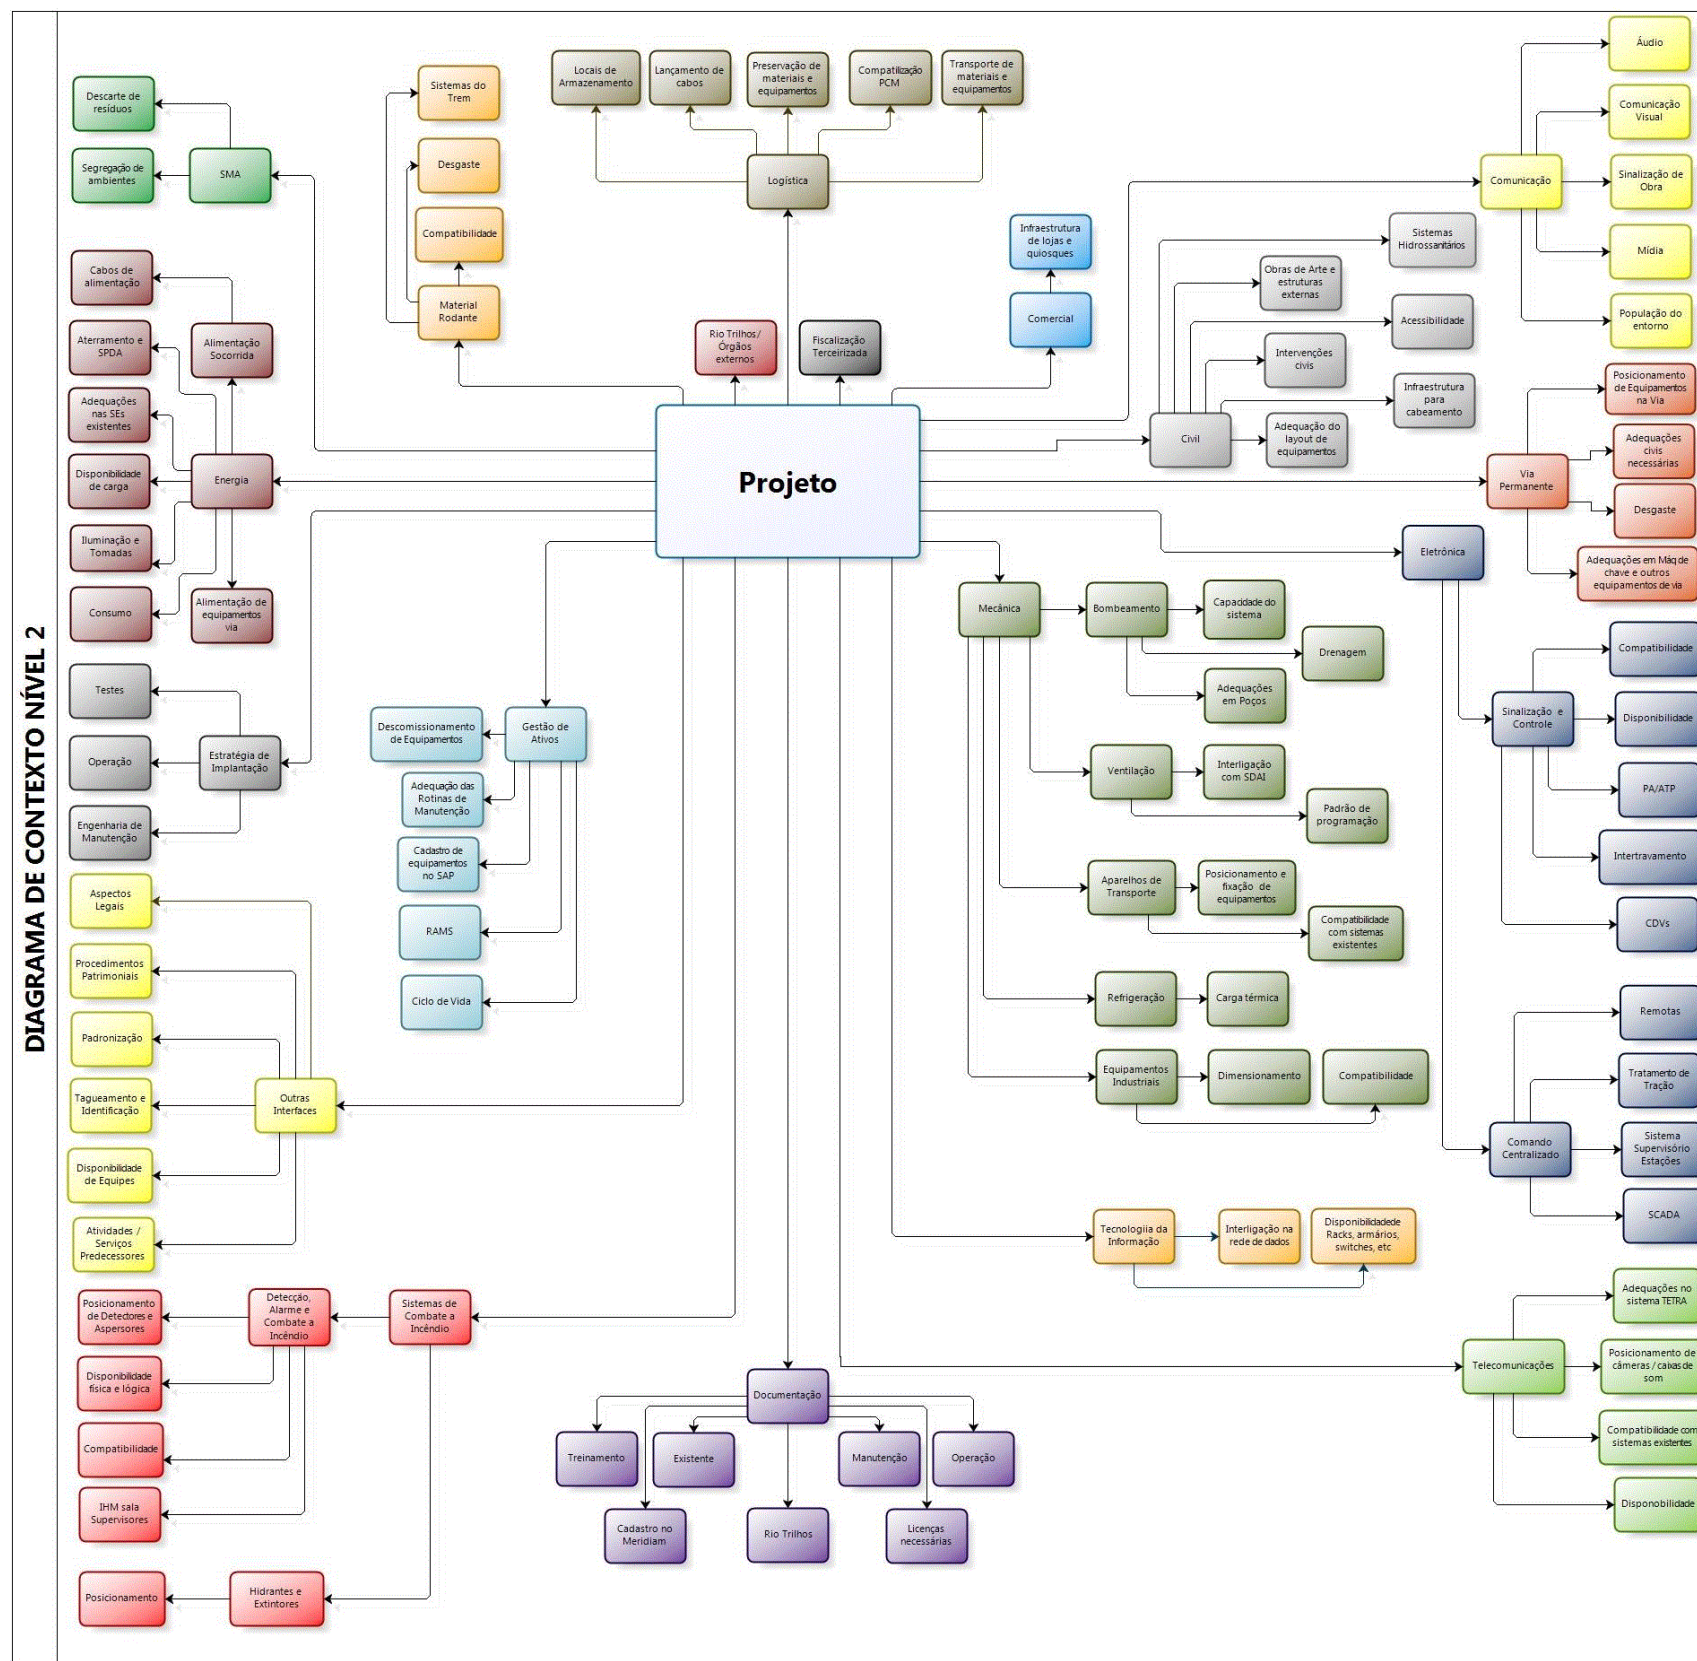 DIAGRAMA DE CONTEXTO NÍVEL 2
Descarte de
resíduos
Segregação de
ambientes
SMA
Sistemas do
Trem
Desgaste
Compatibilidade
Material
Rodante
Locais de
Armazenamento
Lançamento de
cabos
Preservação de
materiais e
equipamentos
Compatilização
PCM
Transporte de
materiais e
equipamentos
Logística
Rio Trilhos/
Órgãos
externos
Fiscalização
Terceirizada
Infraestrutura
de lojas e
quiosques
Comercial
Áudio
Comunicação
Visual
Comunicação
Sinalização de
Obra
Mídia
População do
entorno
Sistemas
Hidrossanitários
Obras de Arte e
estruturas
externas
Acessibilidade
Intervenções
civis
Infraestrutura
para
cabeamento
Civil
Adequação do
layout de
equipamentos
Cabos de
alimentação
Aterramento e
SPDA
Alimentação
Socorrida
Adequações
nas SEs
existentes
Disponibilidade
de carga
Energia
Iluminação e
Tomadas
Consumo
Alimentação de
equipamentos
via
Projeto
Posicionamento
de Equipamentos
na Via
Adequações
civis
necessárias
Via
Permanente
Desgaste
Adequações em Máq de
chave e outros
equipamentos de via
Eletrônica
Testes
Operação
Estratégia de
Implantação
Engenharia de
Manutenção
Descomissionamento
de Equipamentos
Gestão de
Ativos
Adequação das
Rotinas de
Manutenção
Cadastro de
equipamentos
no SAP
RAMS
Ciclo de Vida
Mecânica
Bombeamento
Capacidade do
sistema
Drenagem
Adequações
em Poços
Ventilação
Interligação
com SDAI
Padrão de
programação
Aparelhos de
Transporte
Posicionamento e
fixação de
equipamentos
Compatibilidade
com sistemas
existentes
Refrigeração
Carga térmica
Equipamentos
Industriais
Dimensionamento
Compatibilidade
Compatibilidade
Sinalização e
Controle
Disponibilidade
PA/ATP
Intertravamento
CDVs
Remotas
Tratamento de
Tração
Comando
Centralizado
Sistema
Supervisório
Estações
SCADA
Aspectos
Legais
Procedimentos
Patrimoniais
Padronização
Tagueamento e
Identificação
Outras
Interfaces
Disponibilidade
de Equipes
Atividades /
Serviços
Predecessores
Tecnologiia da
Informação
Interligação na
rede de dados
Disponibilidadede
Racks, armários,
switches, etc
Posicionamento
de Detectores e
Aspersores
Detecção,
Alarme e
Combate a
Incêndio
Sistemas de
Combate a
Incêndio
Disponibilidade
física e lógica
Compatibilidade
IHM sala
Supervisores
Posicionamento
Hidrantes e
Extintores
Documentação
Treinamento
Existente
Manutenção
Operação
Cadastro no
Meridiam
Rio Trilhos
Licenças
necessárias
Adequações no
sistema TETRA
Telecomunicações
Posicionamento de
câmeras / caixas de
som
Compatibilidade com
sistemas existentes
Disponobilidade